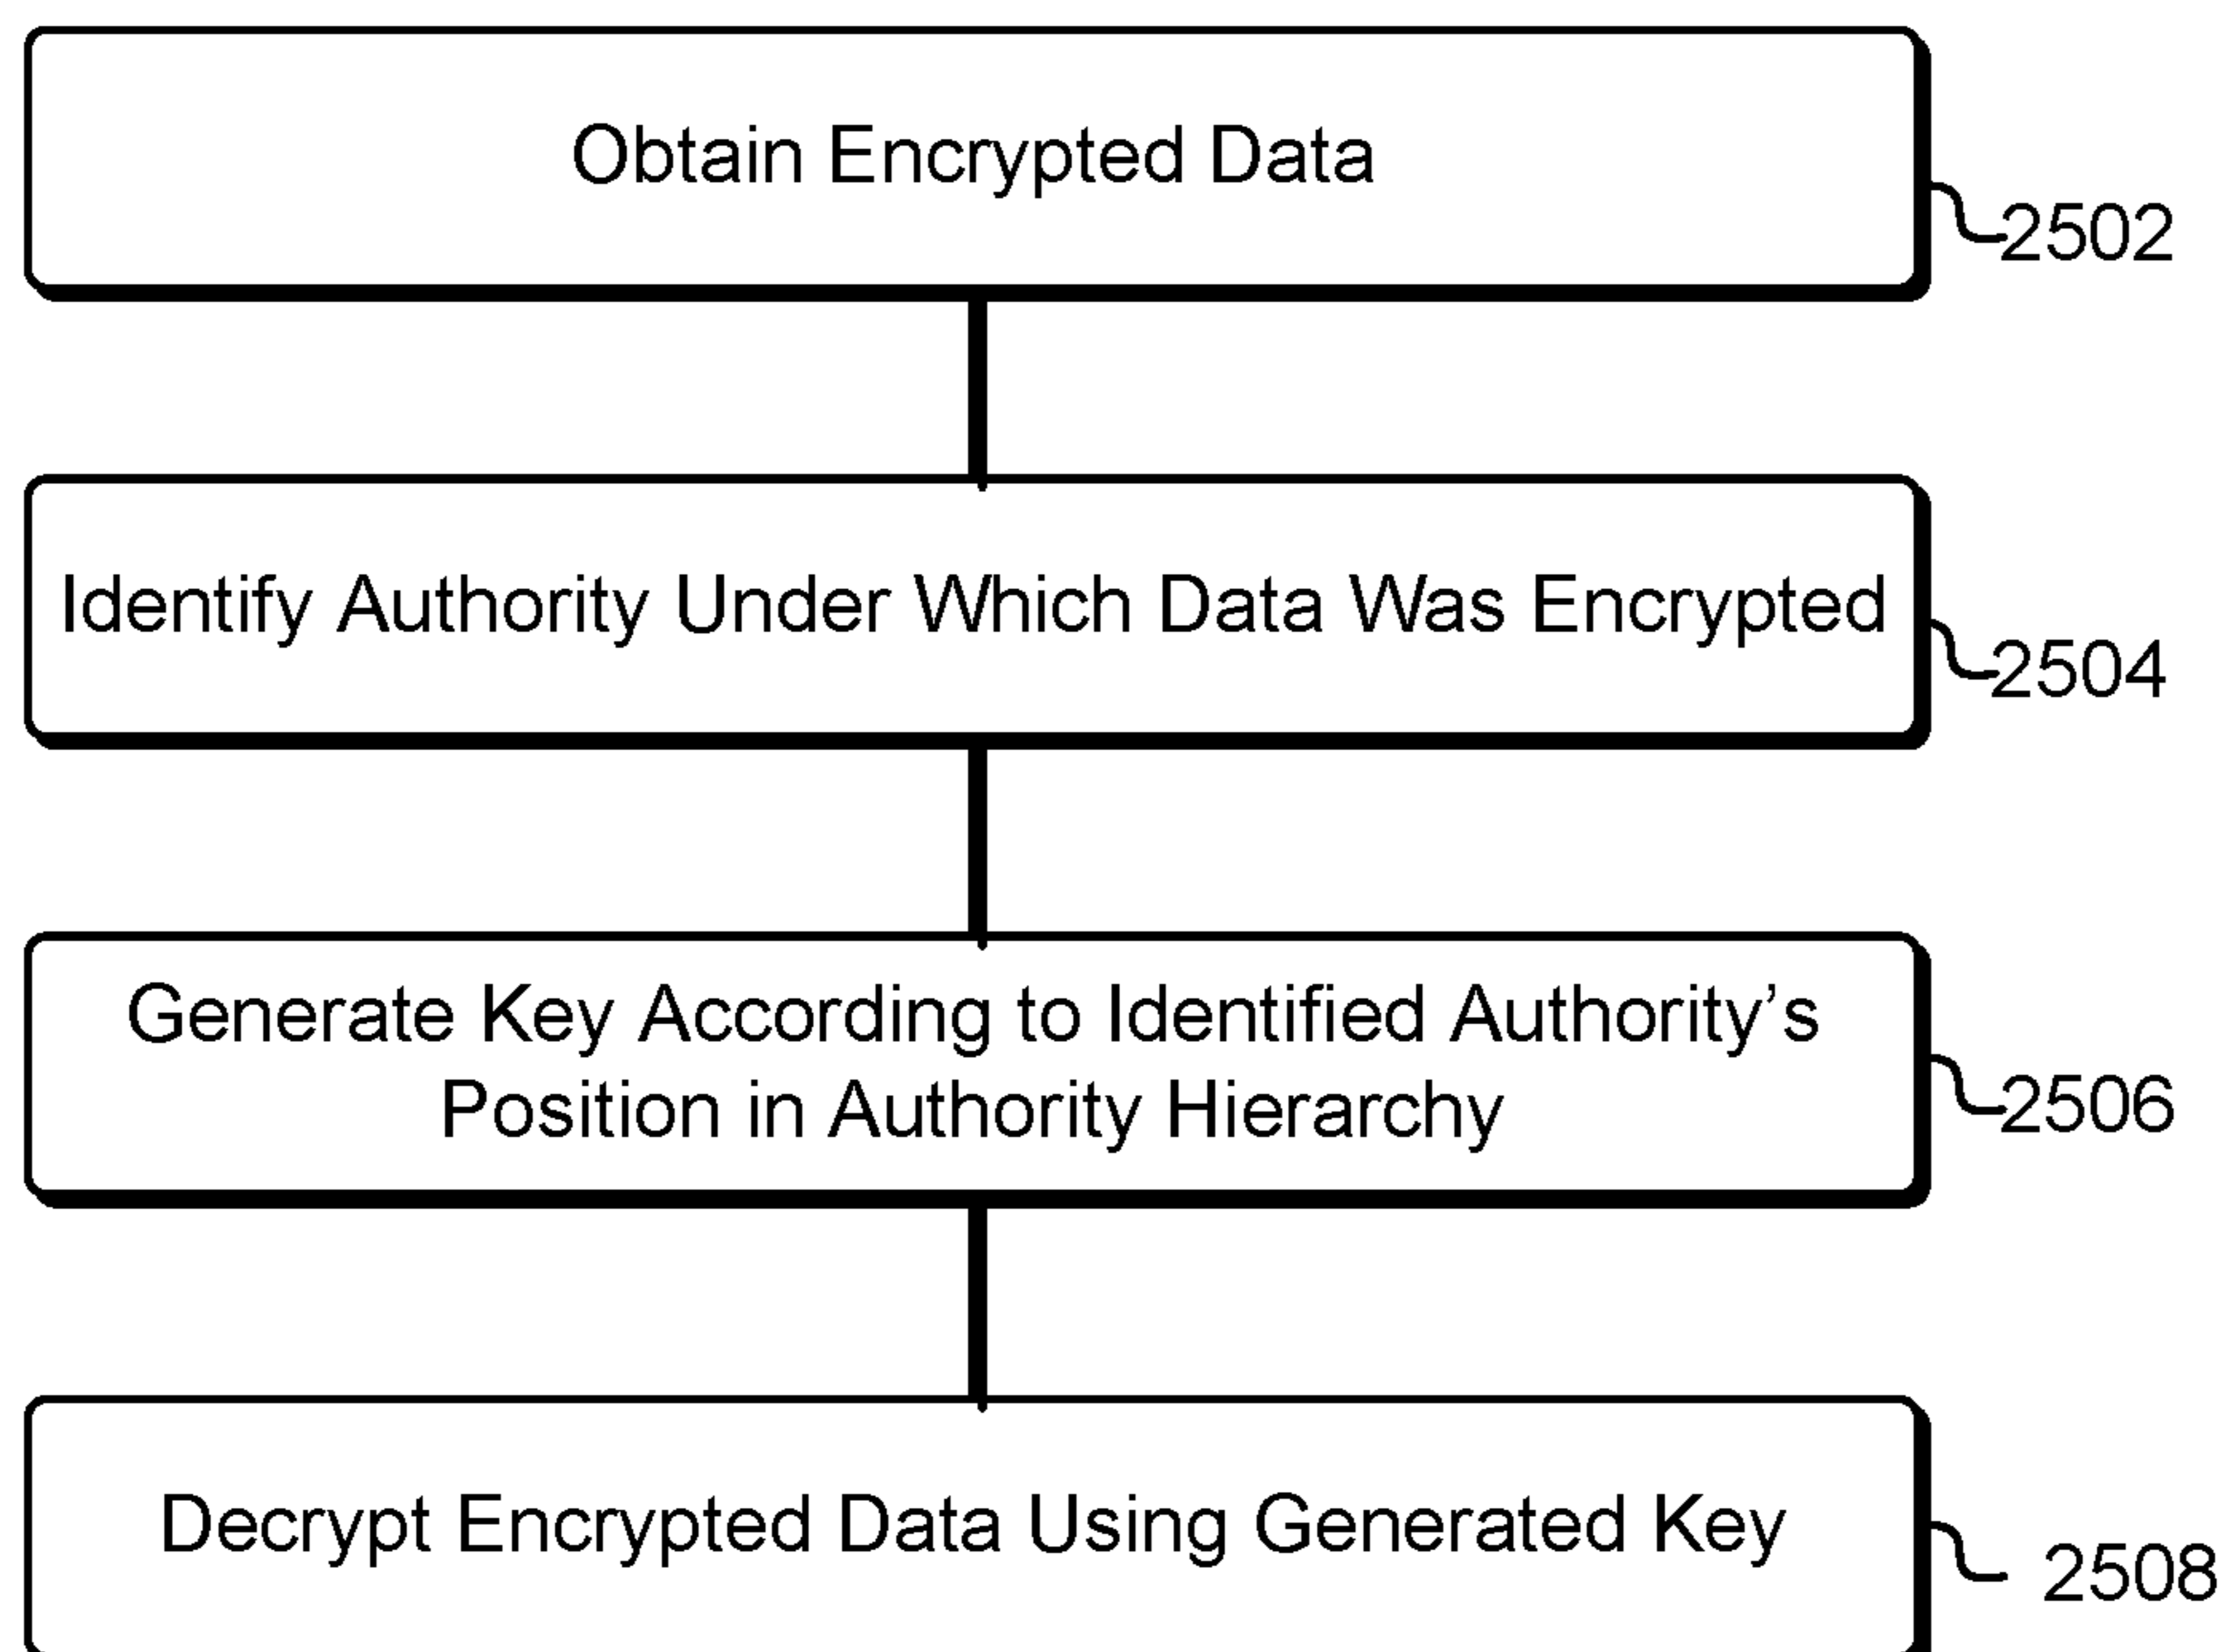 Obtain Encrypted Data
2502
Identify Authority Under Which Data Was Encrypted
2504
Generate Key According to Identified Authority’s
Position in Authority Hierarchy
2506
Decrypt Encrypted Data Using Generated Key
2508